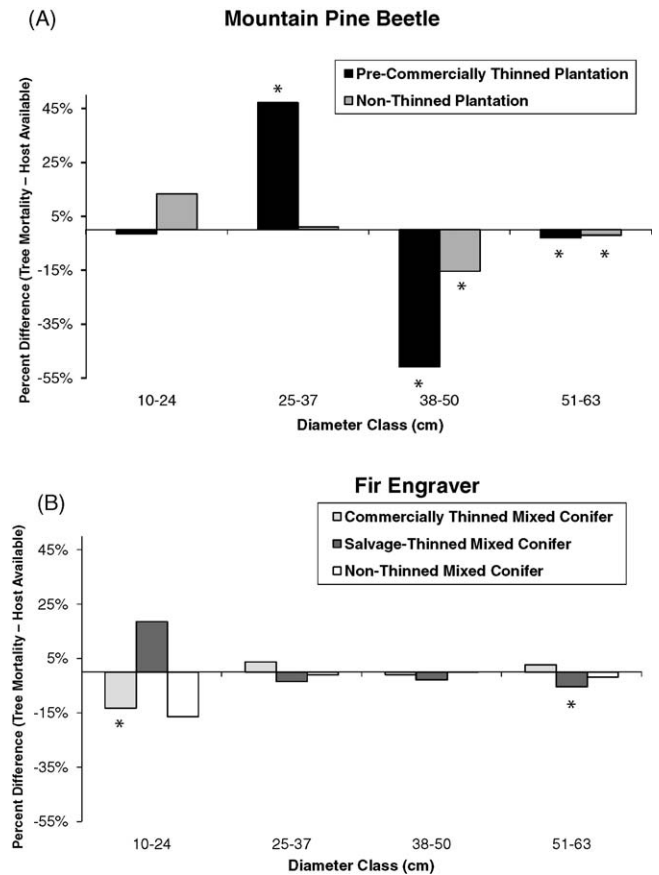 (A)
Mountain Pine Beetle
Pre-Commercially Thinned Plantation
Non-Thinned Plantation
Percent Difference (Tree Mortality – Host Available)
45%
25%
5%
-15%
-35%
-55%
*
*
*
*
*
10-24
25-37
38-50
51-63
Diameter Class (cm)
(B)
Fir Engraver
Commercially Thinned Mixed Conifer
Salvage-Thinned Mixed Conifer
Non-Thinned Mixed Conifer
Percent Difference (Tree Mortality – Host Available)
45%
25%
5%
-15%
-35%
-55%
*
*
10-24
25-37
38-50
51-63
Diameter Class (cm)